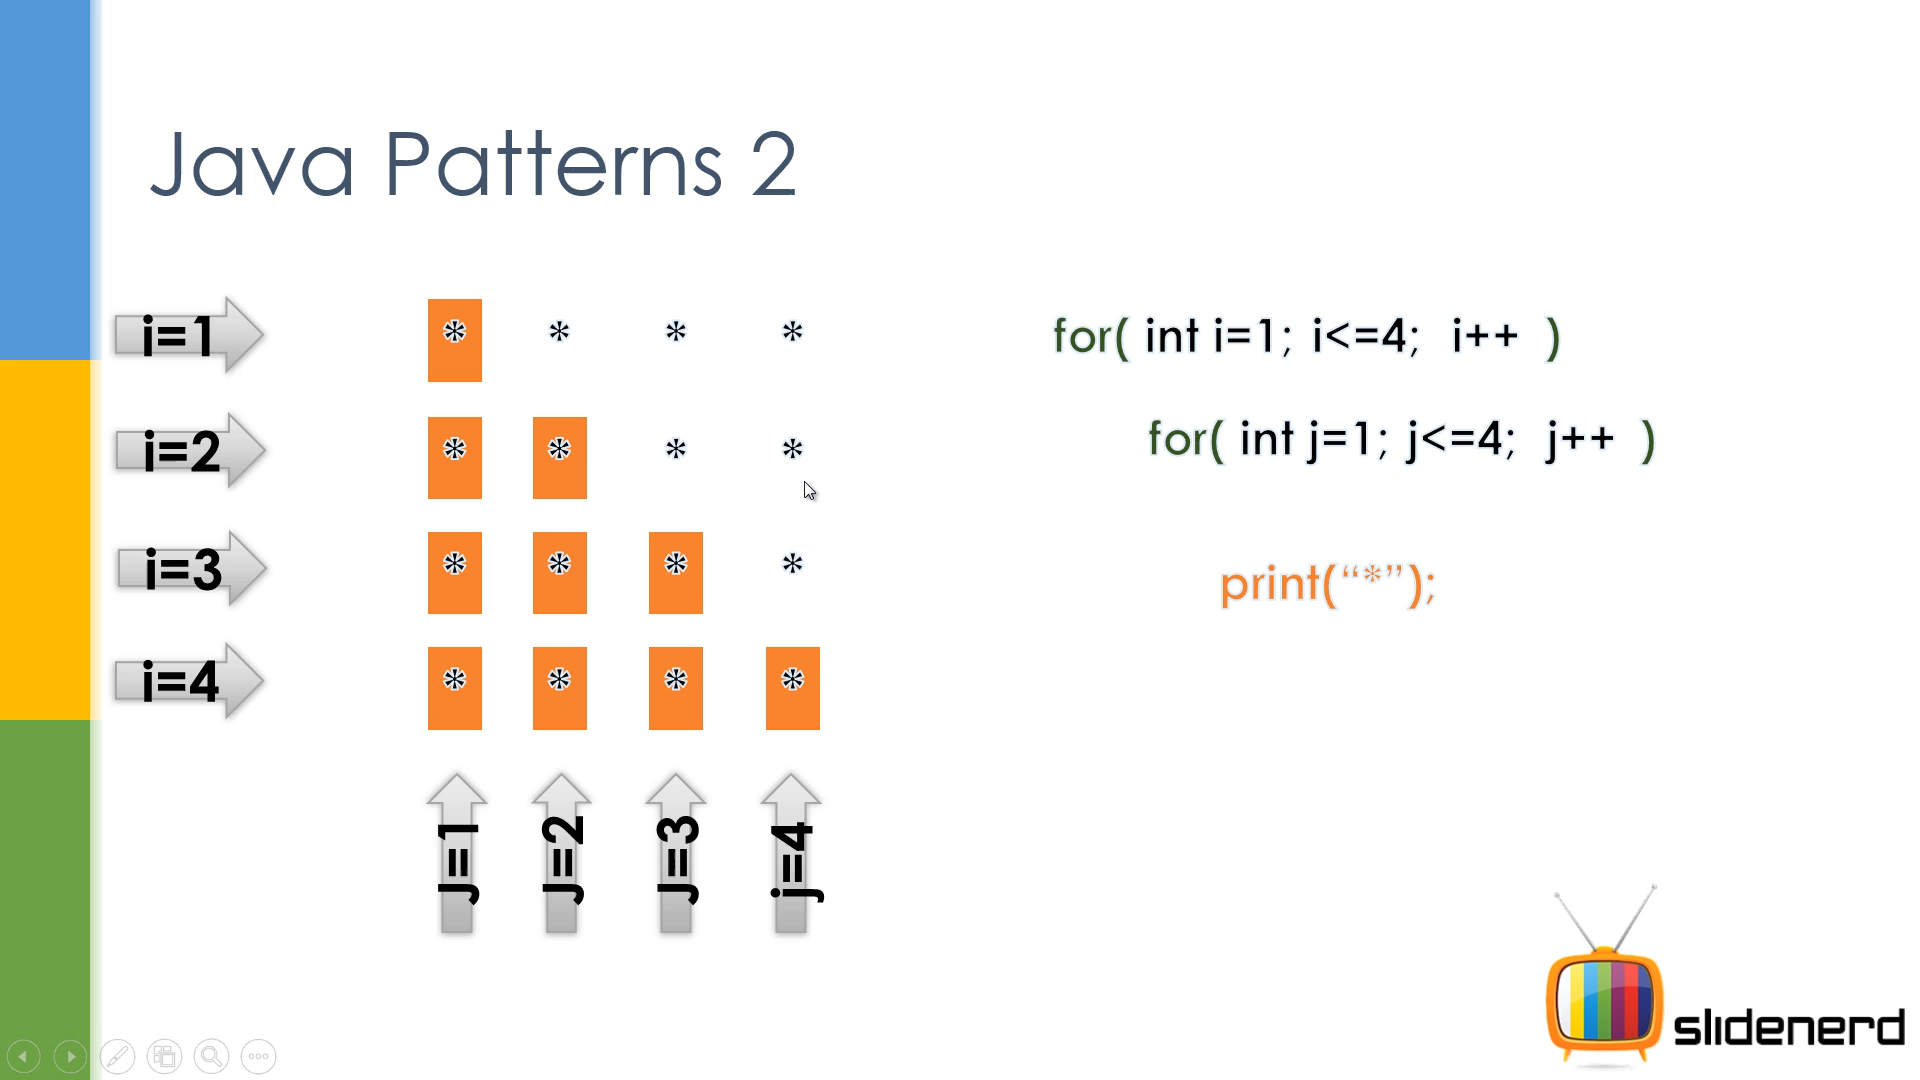 Java Patterns 2
i=1 * * * *
i=2 * * * *
i=3 * * * *
i=4 * * * *
J=1 J=2 J=3 j=4
for( int i=1; i<=4; i++ )
for( int j=1; j<=4; j++ )
print(“*”);
slidenerd